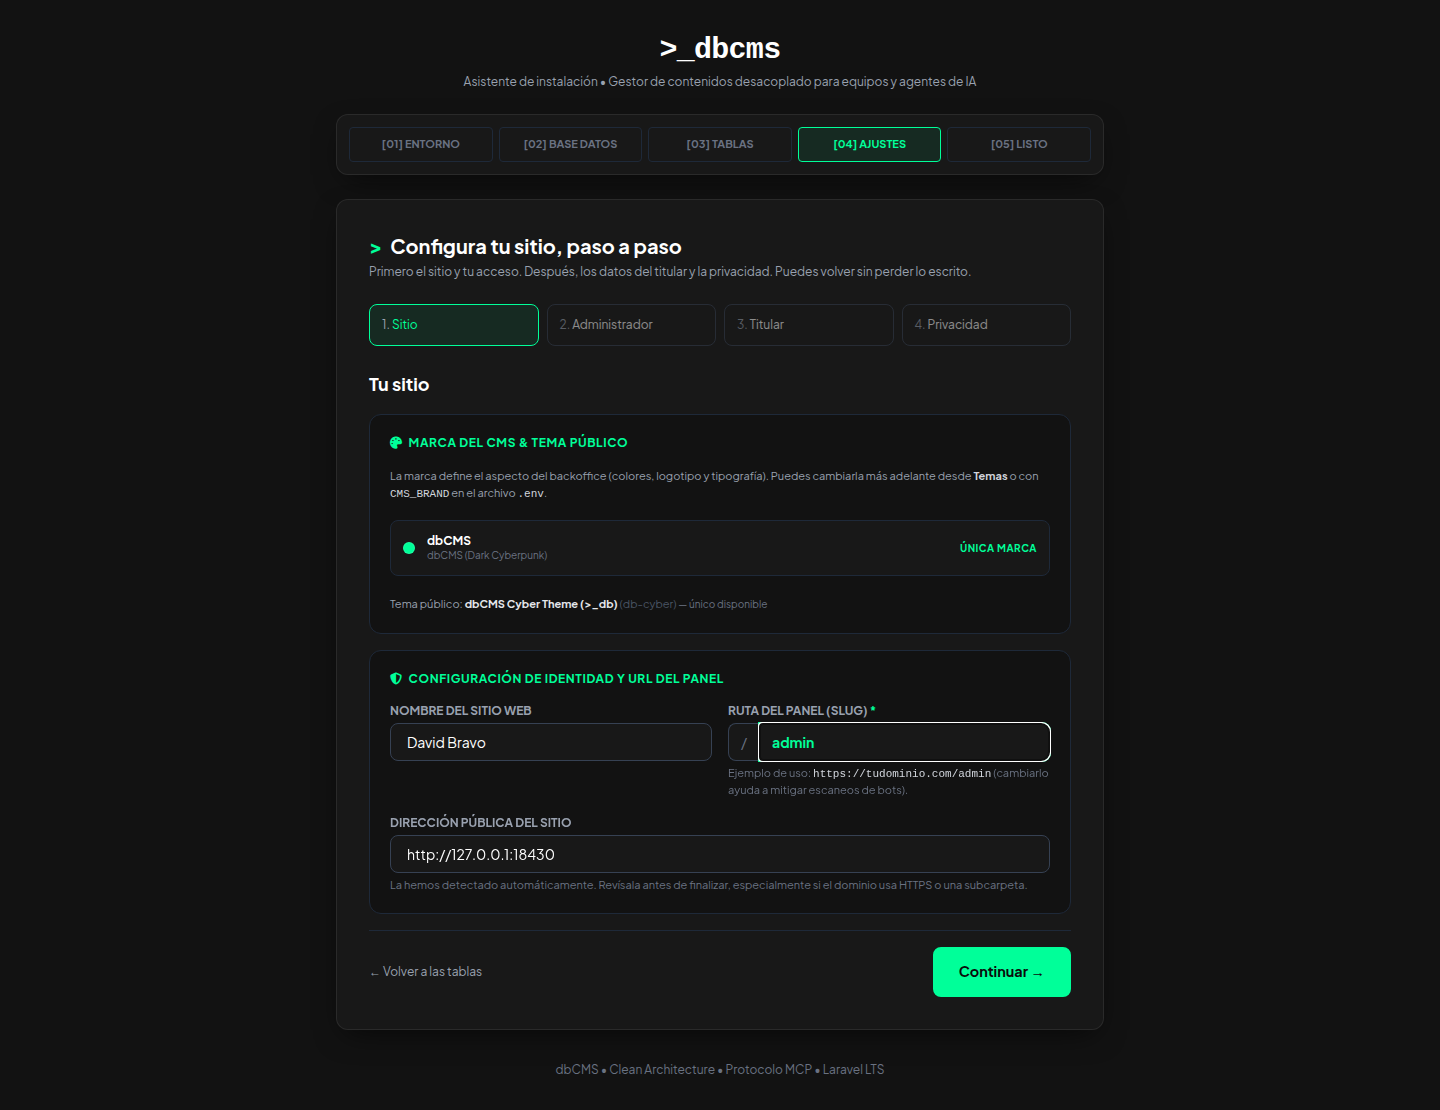 >_dbcms
Asistente de instalación • Gestor de contenidos desacoplado para equipos y agentes de IA
[01] ENTORNO
[02] BASE DATOS
[03] TABLAS
[04] AJUSTES
[05] LISTO
> Configura tu sitio, paso a paso
Primero el sitio y tu acceso. Después, los datos del titular y la privacidad. Puedes volver sin perder lo escrito.
1. Sitio
2. Administrador
3. Titular
4. Privacidad
Tu sitio
MARCA DEL CMS & TEMA PÚBLICO
La marca define el aspecto del backoffice (colores, logotipo y tipografía). Puedes cambiarla más adelante desde Temas o con
CMS_BRAND en el archivo .env.
dbCMS
dbCMS (Dark Cyberpunk)
ÚNICA MARCA
Tema público: dbCMS Cyber Theme (>_db) (db-cyber) — único disponible
CONFIGURACIÓN DE IDENTIDAD Y URL DEL PANEL
NOMBRE DEL SITIO WEB
David Bravo
RUTA DEL PANEL (SLUG) *
/ admin
Ejemplo de uso: https://tudominio.com/admin (cambiarlo
ayuda a mitigar escaneos de bots).
DIRECCIÓN PÚBLICA DEL SITIO
http://127.0.0.1:18430
La hemos detectado automáticamente. Revísala antes de finalizar, especialmente si el dominio usa HTTPS o una subcarpeta.
← Volver a las tablas
Continuar →
dbCMS • Clean Architecture • Protocolo MCP • Laravel LTS